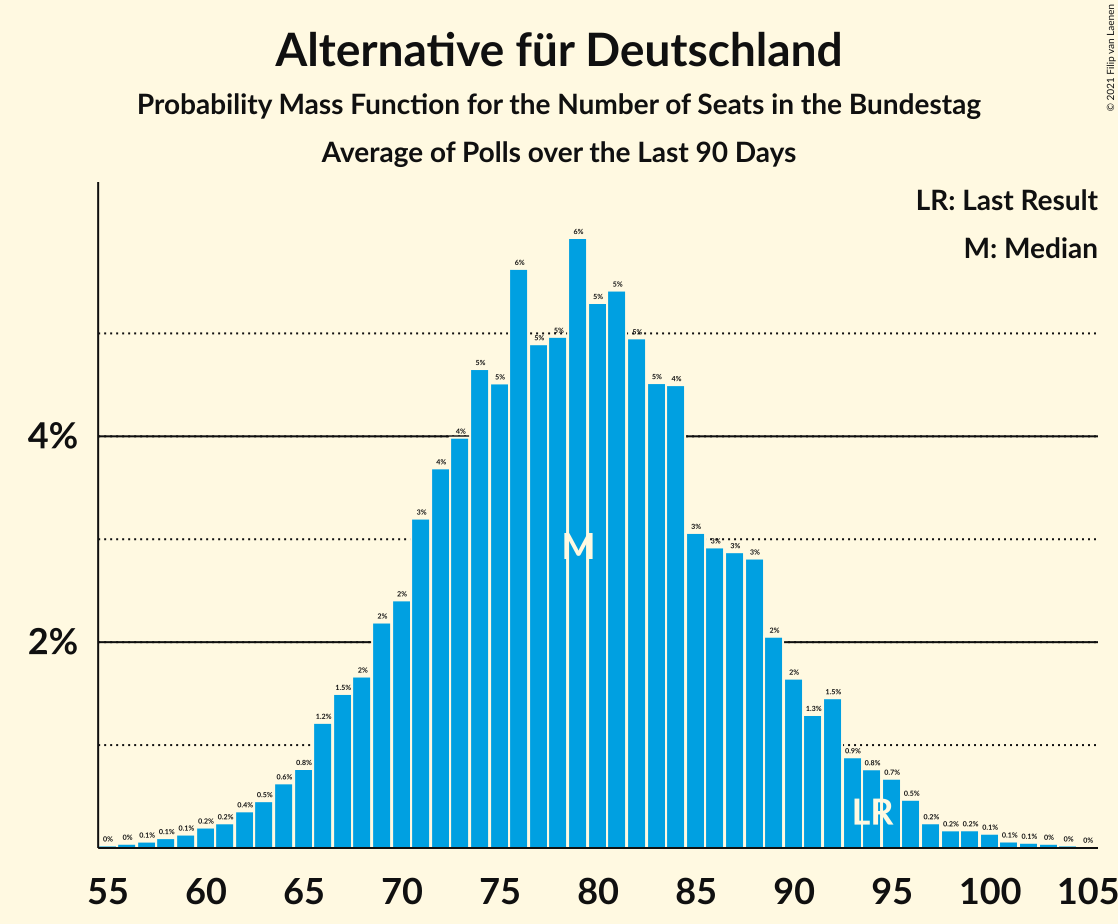 Alternative für Deutschland
Probability Mass Function for the Number of Seats in the Bundestag
Average of Polls over the Last 90 Days
© 2021 Filip van Laenen
LR: Last Result
M: Median
4%
2%
0% 0% 0.1% 0.1% 0.1% 0.2% 0.2% 0.4% 0.5% 0.6% 0.8% 1.2% 1.5% 2% 2% 2% 3% 4% 4% 5% 5% 6% 5% 5% 6% 5% 5% 5% 5% 4% 3% 3% 3% 3% 2% 2% 1.3% 1.5% 0.9% 0.8% 0.7% 0.5% 0.2% 0.2% 0.2% 0.1% 0.1% 0.1% 0% 0% 0%
M
LR
55 60 65 70 75 80 85 90 95 100 105